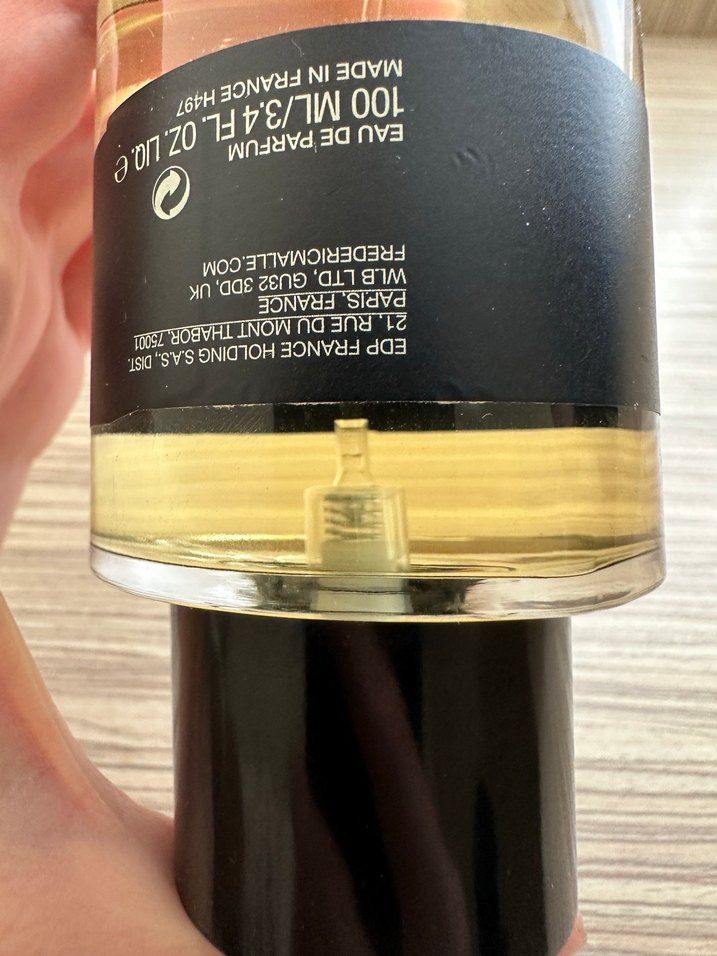 EDP FRANCE HOLDING S.A.S, DIST.
21, RUE DU MONT THABOR, 75001
PARIS, FRANCE
WLB LTD, GU32 3DD, UK
FREDERICMALLE.COM
EAU DE PARFUM
100 ML/3.4 FL. OZ. LIQ. e
MADE IN FRANCE H497